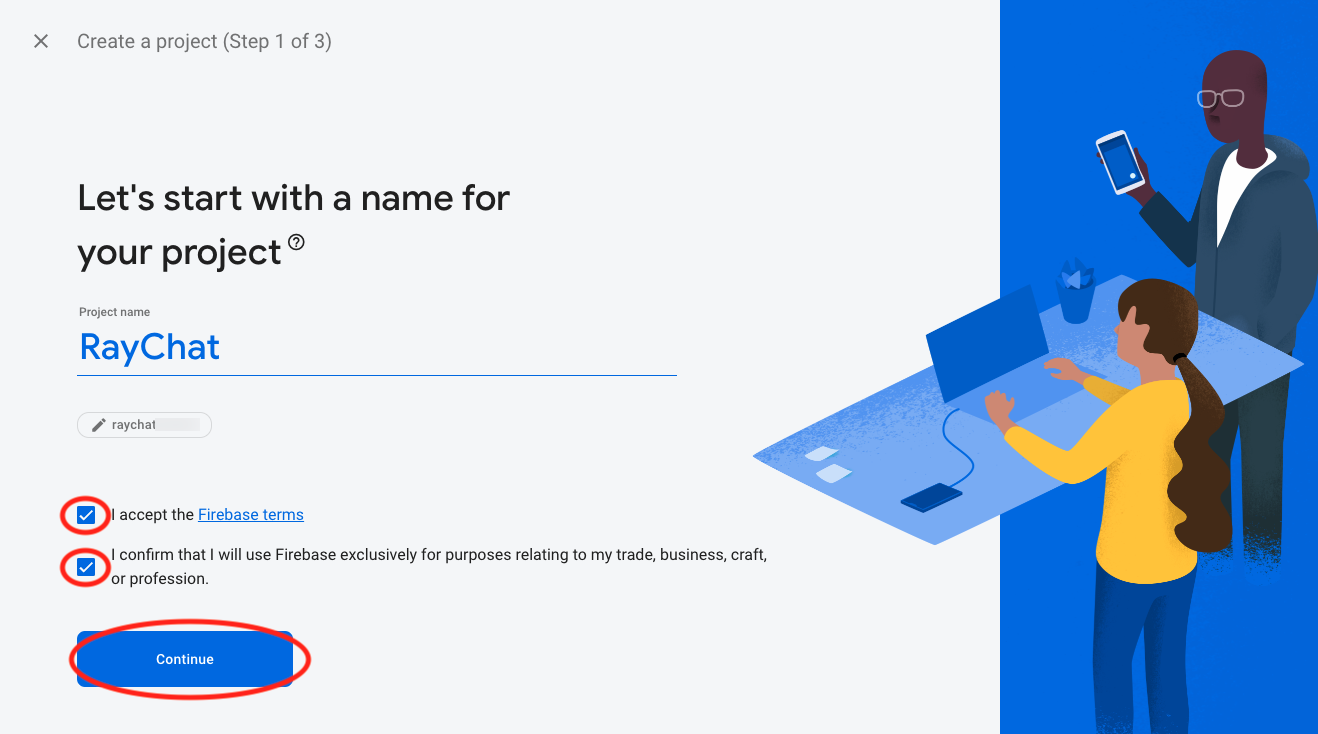 Create a project (Step 1 of 3)
Let's start with a name for
your project
Project name
RayChat
raychat
I accept the Firebase terms
I confirm that I will use Firebase exclusively for purposes relating to my trade, business, craft,
or profession.
Continue